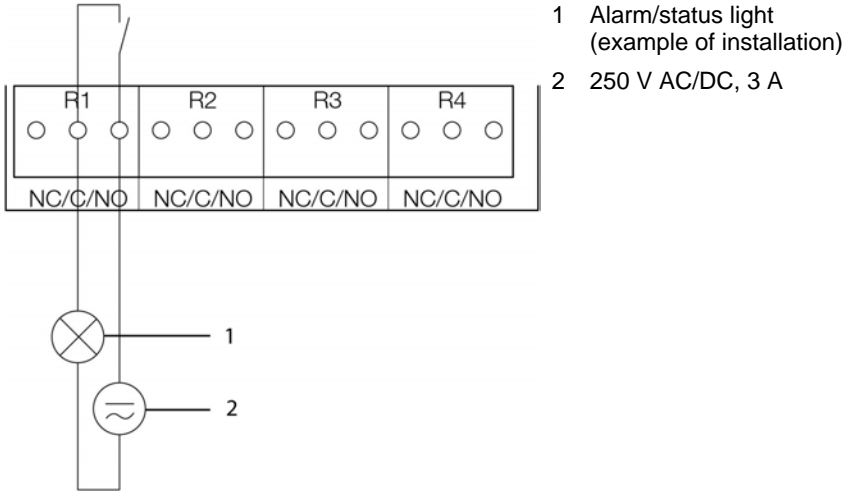 1 Alarm/status light
(example of installation)
2 250 V AC/DC, 3 A
R1 R2 R3 R4
NC/C/NO NC/C/NO NC/C/NO NC/C/NO
1
2